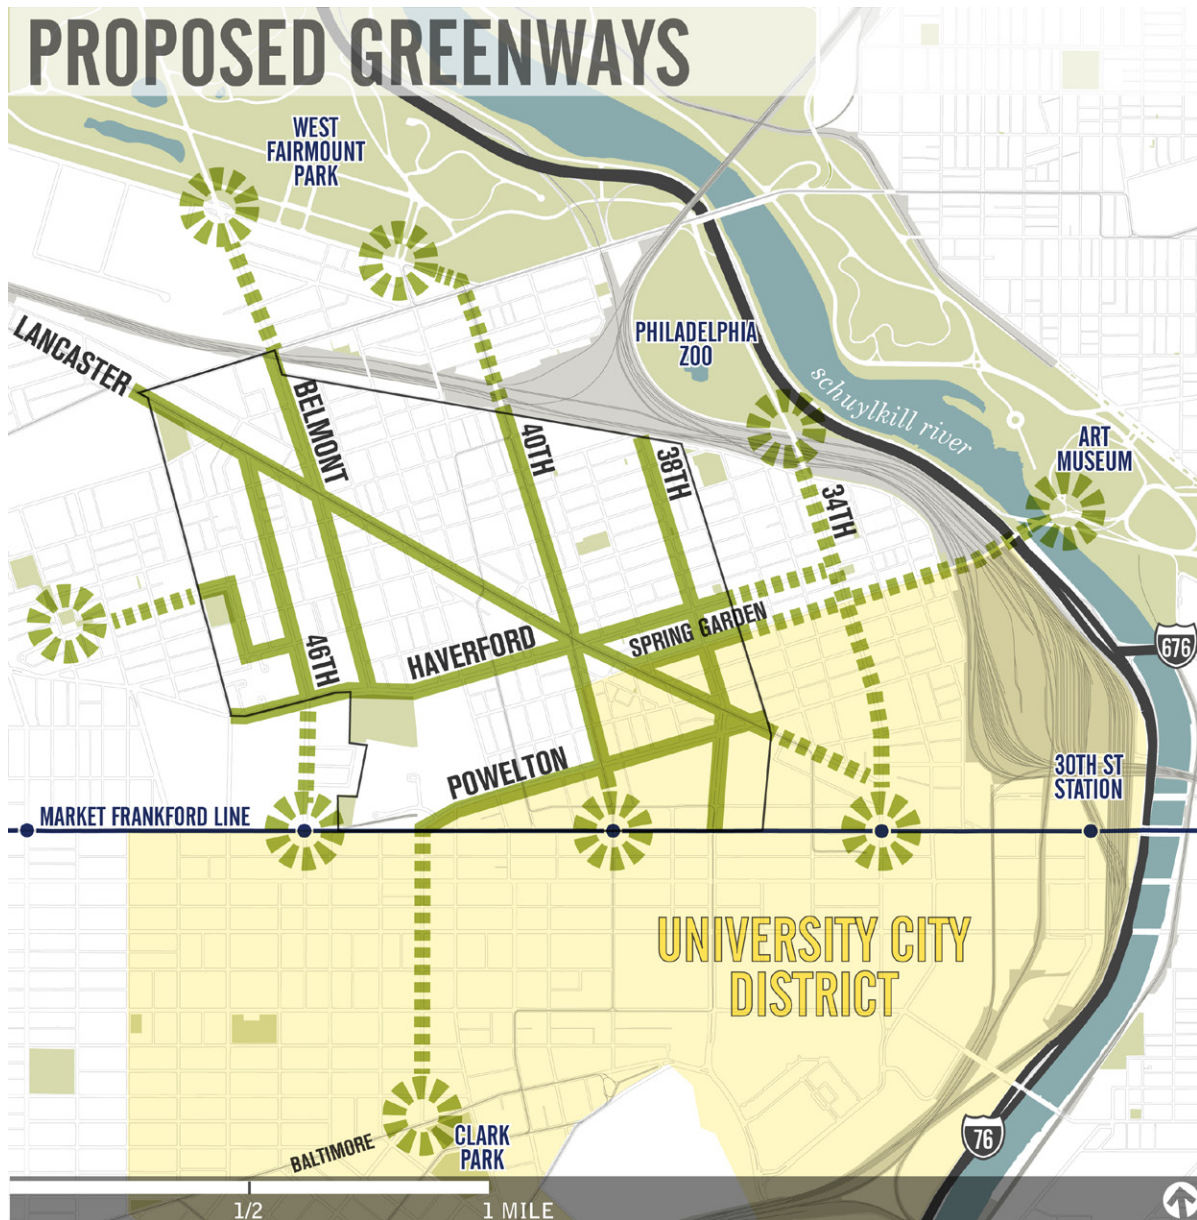 PROPOSED GREENWAYS
WEST
FAIRMOUNT
PARK
LANCASTER
BELMONT
40TH
38TH
PHILADELPHIA
ZOO
schuylkill river
34TH
ART
MUSEUM
46TH
HAVERFORD
SPRING GARDEN
676
POWELTON
30TH ST
STATION
MARKET FRANKFORD LINE
UNIVERSITY CITY
DISTRICT
76
CLARK
PARK
BALTIMORE
1/2
1 MILE